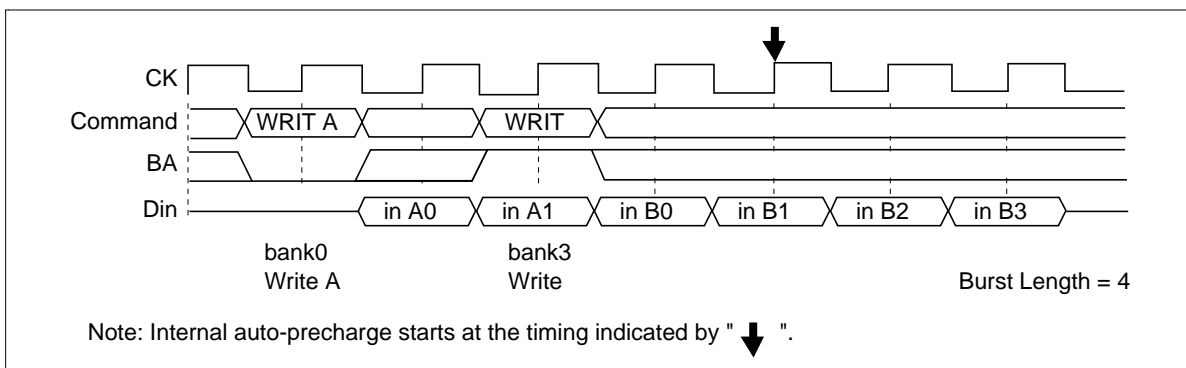 CK
Command WRIT A WRIT
BA
Din in A0 in A1 in B0 in B1 in B2 in B3
bank0 bank3
Write A Write Burst Length = 4
Note: Internal auto-precharge starts at the timing indicated by " ".